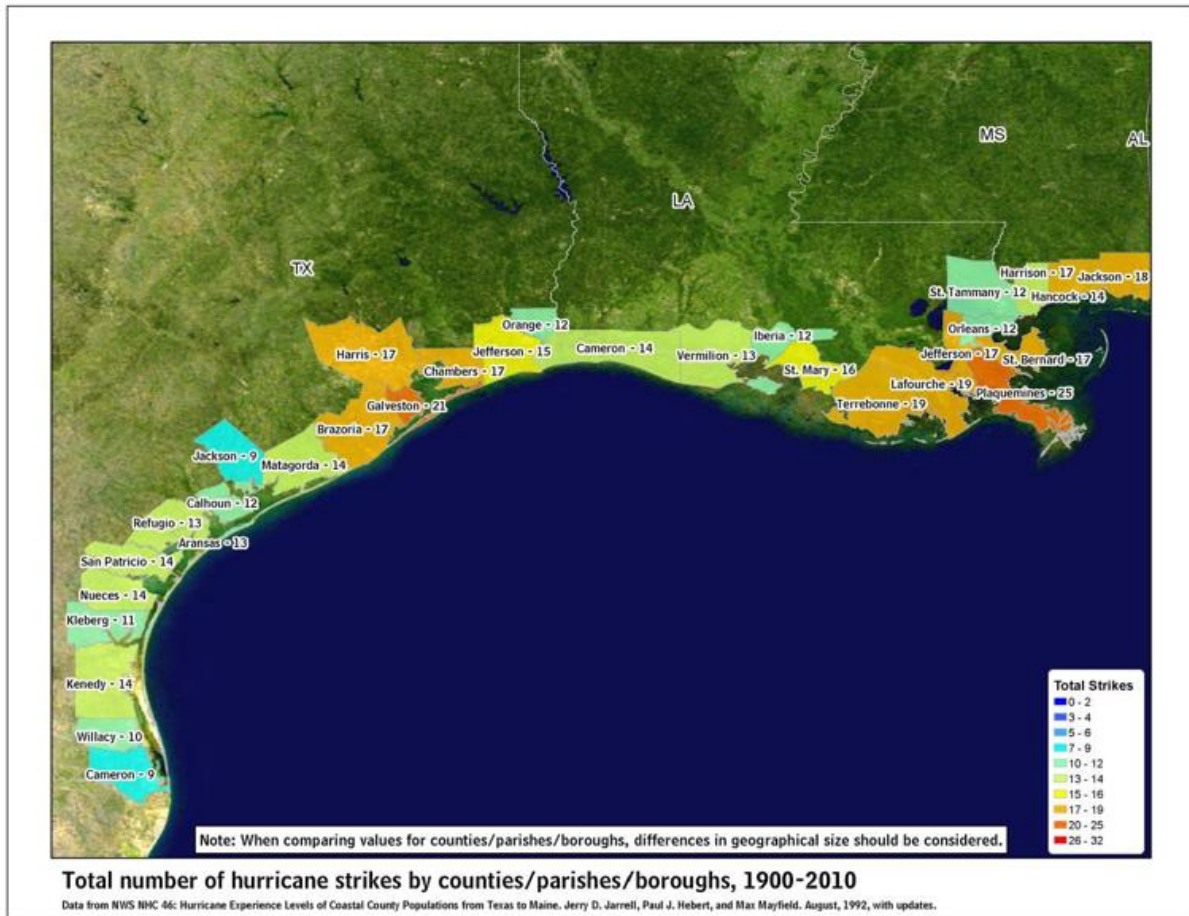 MS
AL
LA
TX
Harrison - 17
Jackson - 18
St. Tammany - 12
Hancock - 14
Orange - 12
Iberia - 12
Orleans - 12
Harris - 17
Jefferson - 15
Cameron - 14
Vermilion - 13
Jefferson - 17
St. Bernard - 17
Chambers - 17
St. Mary - 16
Lafourche - 19
Plaquemines - 25
Galveston - 21
Terrebonne - 19
Brazoria - 17
Jackson - 9
Matagorda - 14
Calhoun - 12
Refugio - 13
Aransas - 13
San Patricio - 14
Nueces - 14
Kleberg - 11
Kenedy - 14
Willacy - 10
Cameron - 9
Total Strikes
0 - 2
3 - 4
5 - 6
7 - 9
10 - 12
13 - 14
15 - 16
17 - 19
20 - 25
26 - 32
Note: When comparing values for counties/parishes/boroughs, differences in geographical size should be considered.
Total number of hurricane strikes by counties/parishes/boroughs, 1900-2010
Data from NWS NHC 46: Hurricane Experience Levels of Coastal County Populations from Texas to Maine. Jerry D. Jarrell, Paul J. Hebert, and Max Mayfield. August, 1992, with updates.